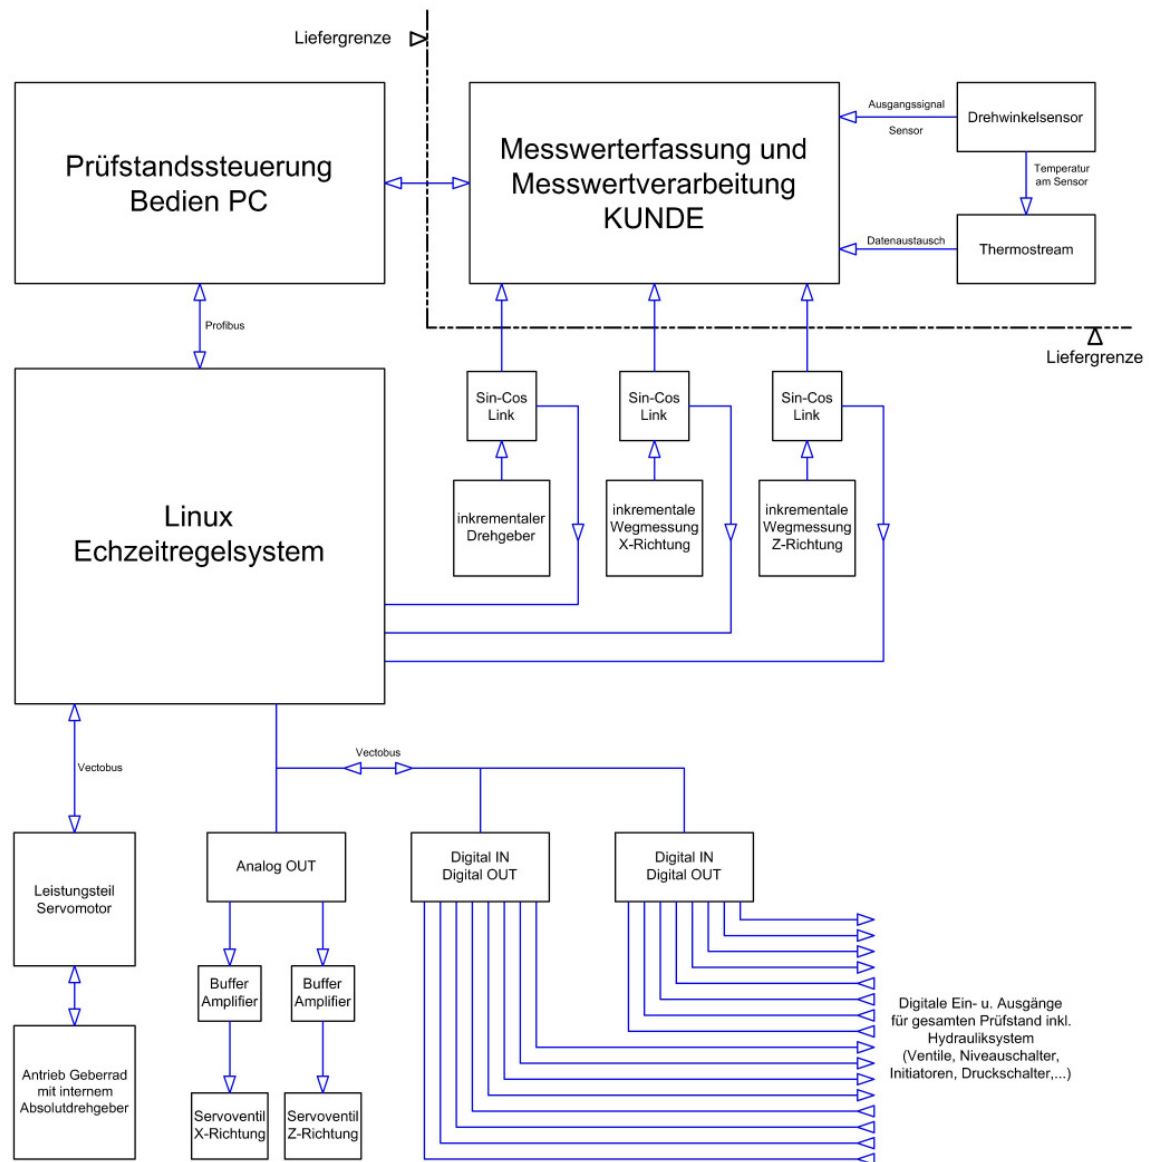 Liefergrenze
Prüfstandssteuerung
Bedien PC
Messwerterfassung und
Messwertverarbeitung
KUNDE
Ausgangssignal
Sensor
Drehwinkelsensor
Temperatur
am Sensor
Datenaustausch
Thermostream
Profibus
Liefergrenze
Linux
Echzeitregelsystem
Sin-Cos
Link
Sin-Cos
Link
Sin-Cos
Link
inkrementaler
Drehgeber
inkrementale
Wegmessung
X-Richtung
inkrementale
Wegmessung
Z-Richtung
Vectobus
Vectobus
Leistungsteil
Servomotor
Analog OUT
Digital IN
Digital OUT
Digital IN
Digital OUT
Buffer
Amplifier
Buffer
Amplifier
Antrieb Geberrad
mit internem
Absolutdrehgeber
Servoventil
X-Richtung
Servoventil
Z-Richtung
Digitale Ein- u. Ausgänge
für gesamten Prüfstand inkl.
Hydrauliksystem
(Ventile, Niveauschalter,
Initiatoren, Druckschalter,...)